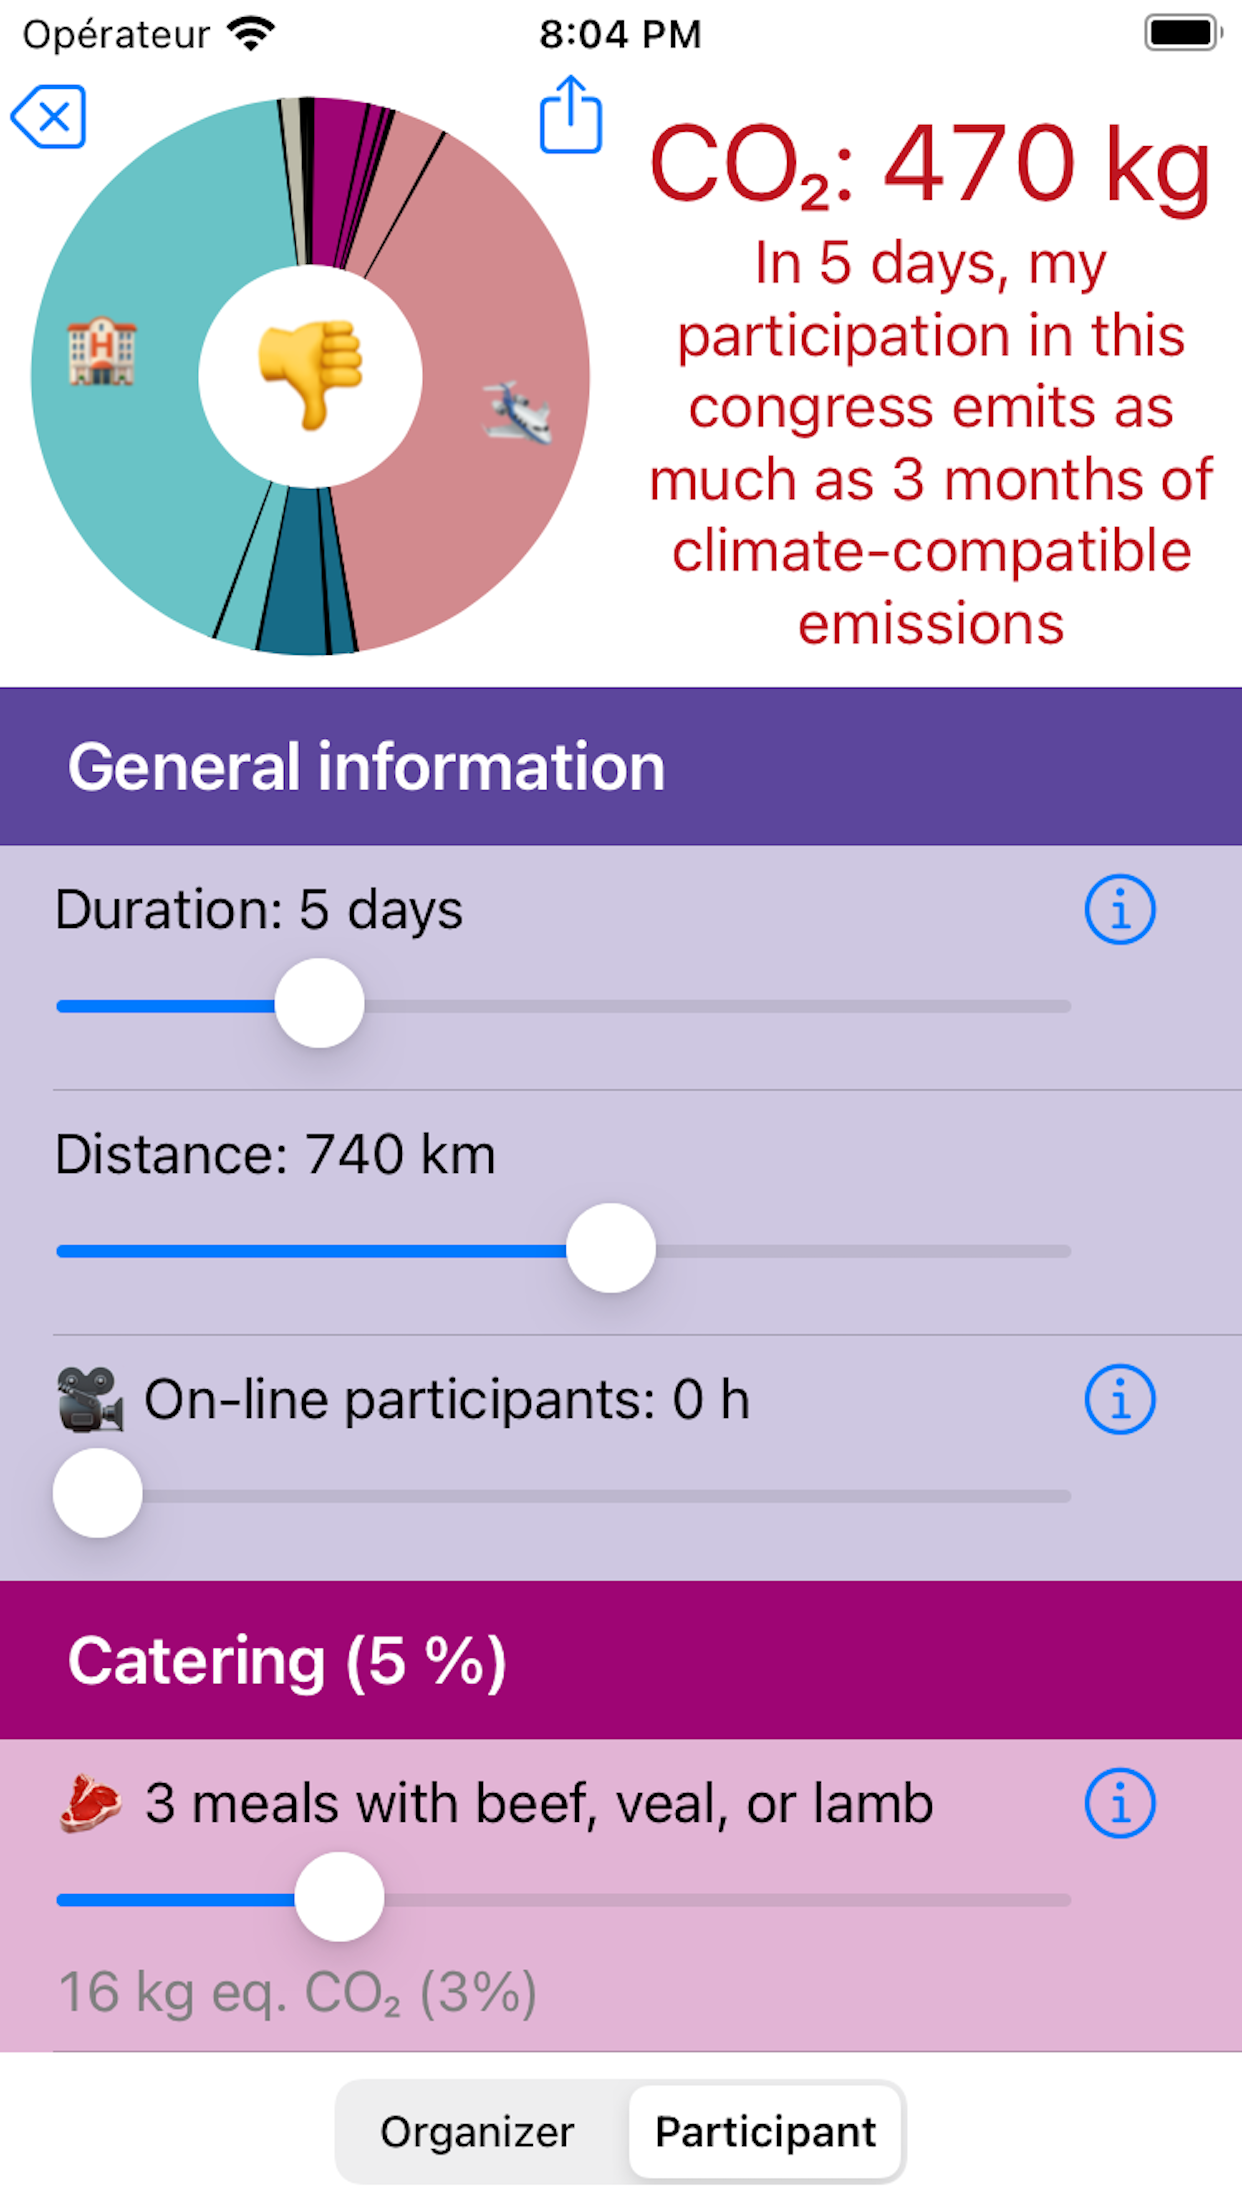 Opérateur 8:04 PM
CO₂: 470 kg
In 5 days, my
participation in this
congress emits as
much as 3 months of
climate-compatible
emissions
General information
Duration: 5 days
Distance: 740 km
On-line participants: 0 h
Catering (5 %)
3 meals with beef, veal, or lamb
16 kg eq. CO₂ (3%)
Organizer Participant